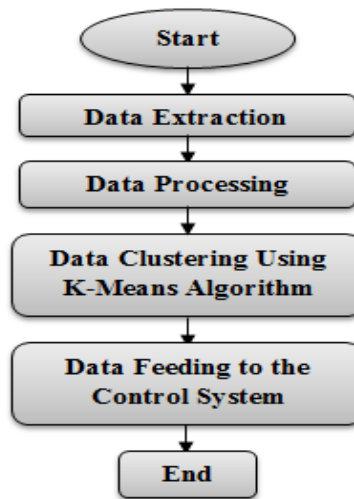 Start
Data Extraction
Data Processing
Data Clustering Using
K-Means Algorithm
Data Feeding to the
Control System
End